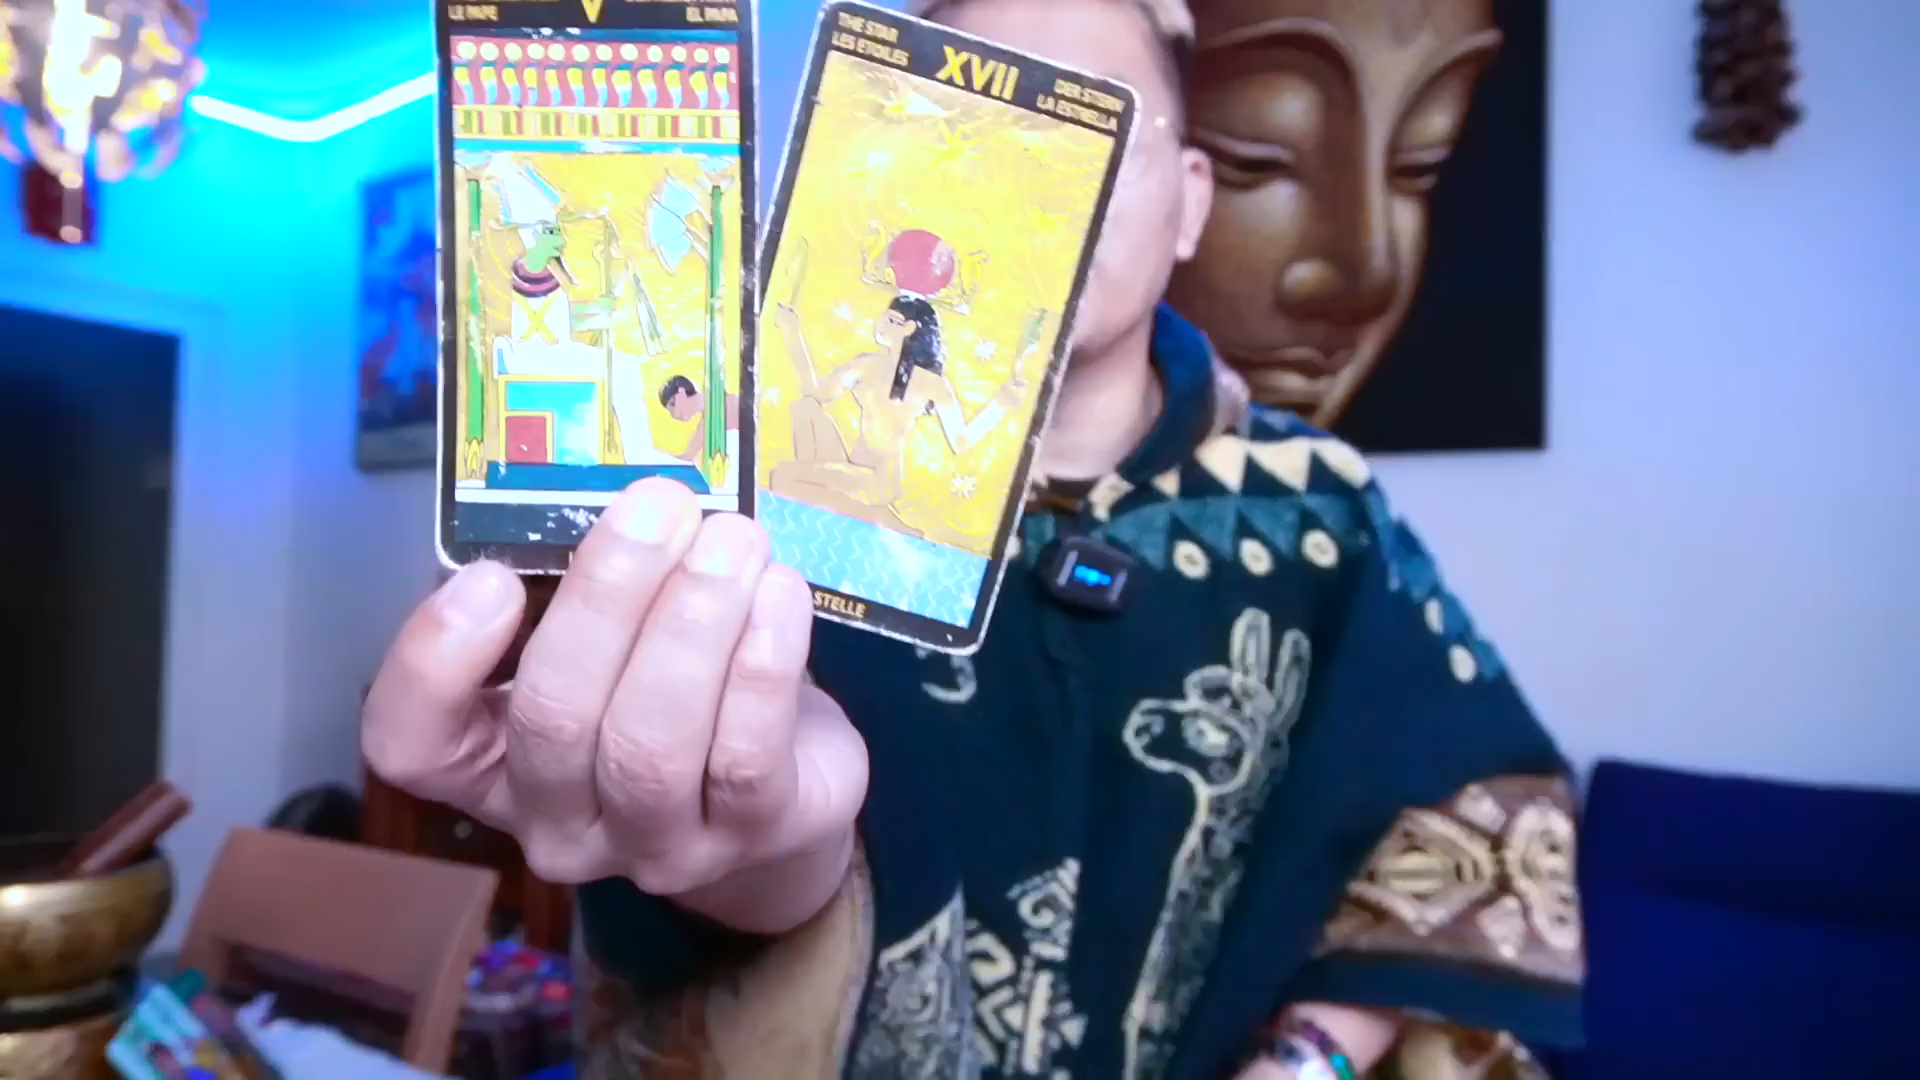 V
LE PAPE
EL PAPA
THE STAR
LES ETOILES
XVII
DER STERN
LA ESTRELLA
STELLE